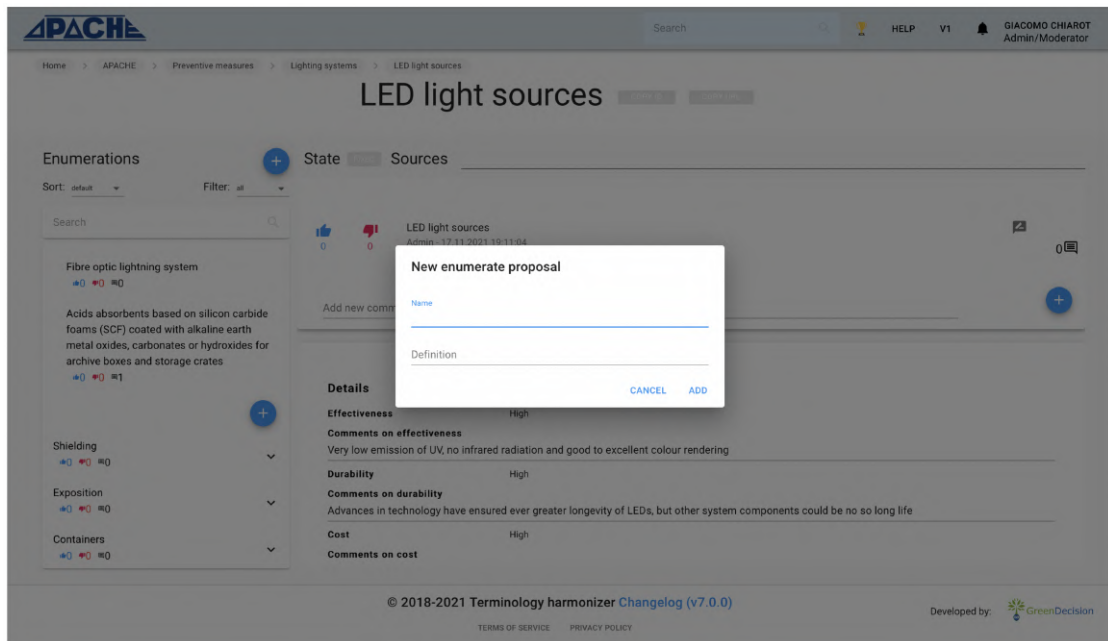 APACHE
Search
HELP
V1
GIACOMO CHIAROT
Admin/Moderator
Home > APACHE > Preventive measures > Lighting systems > LED light sources
LED light sources
Enumerations
State
Sources
Sort: default
Filter: all
Search
LED light sources
Admin - 17.11.2021 19:11:04
0
0
0
Fibre optic lightning system
0 0 0
Acids absorbents based on silicon carbide
foams (SCF) coated with alkaline earth
metal oxides, carbonates or hydroxides for
archive boxes and storage crates
0 0 1
Shielding
0 0 0
Exposition
0 0 0
Containers
0 0 0
Add new comm
New enumerate proposal
Name
Definition
CANCEL
ADD
Details
Effectiveness High
Comments on effectiveness
Very low emission of UV, no infrared radiation and good to excellent colour rendering
Durability High
Comments on durability
Advances in technology have ensured ever greater longevity of LEDs, but other system components could be no so long life
Cost High
Comments on cost
© 2018-2021 Terminology harmonizer Changelog (v7.0.0)
TERMS OF SERVICE PRIVACY POLICY
Developed by: GreenDecision